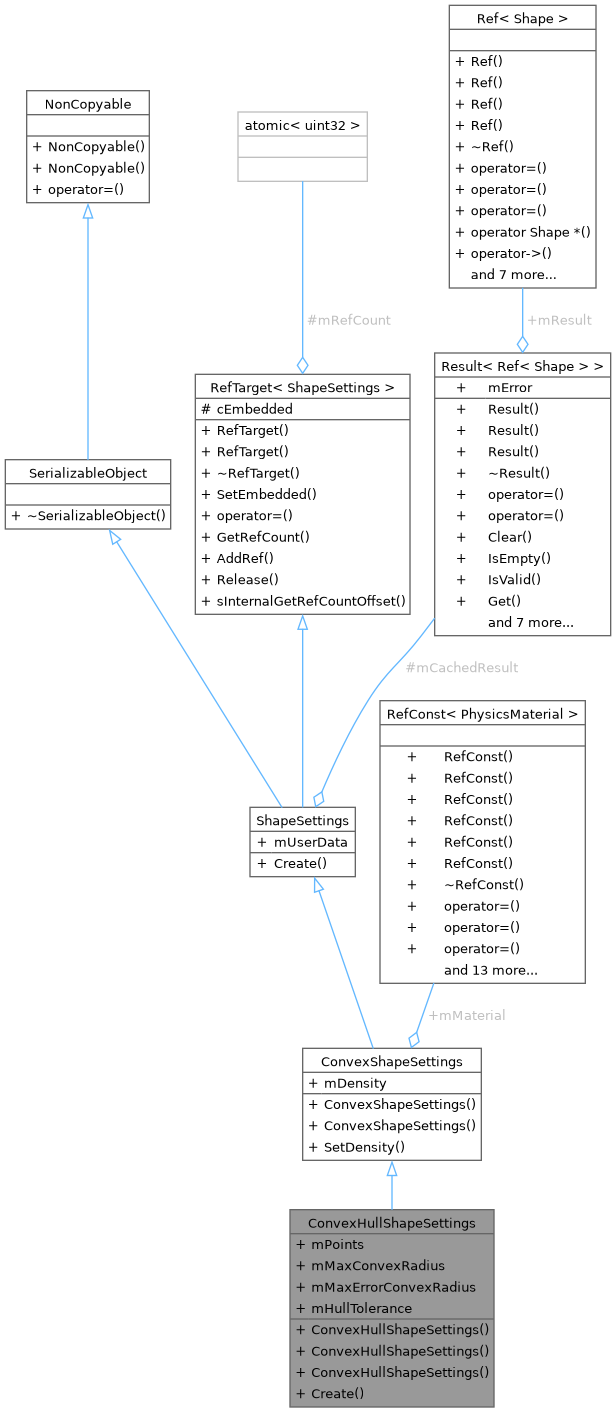 Ref< Shape >
+ Ref()
+ Ref()
+ Ref()
+ Ref()
+ ~Ref()
+ operator=()
+ operator=()
+ operator=()
+ operator Shape *()
+ operator->()
and 7 more...
NonCopyable
+ NonCopyable()
+ NonCopyable()
+ operator=()
atomic< uint32 >
#mRefCount
+mResult
Result< Ref< Shape > >
+ mError
+ Result()
+ Result()
+ Result()
+ ~Result()
+ operator=()
+ operator=()
+ Clear()
+ IsEmpty()
+ IsValid()
+ Get()
and 7 more...
RefTarget< ShapeSettings >
# cEmbedded
+ RefTarget()
+ RefTarget()
+ ~RefTarget()
+ SetEmbedded()
+ operator=()
+ GetRefCount()
+ AddRef()
+ Release()
+ sInternalGetRefCountOffset()
SerializableObject
+ ~SerializableObject()
#mCachedResult
RefConst< PhysicsMaterial >
+ RefConst()
+ RefConst()
+ RefConst()
+ RefConst()
+ RefConst()
+ RefConst()
+ ~RefConst()
+ operator=()
+ operator=()
+ operator=()
and 13 more...
ShapeSettings
+ mUserData
+ Create()
+mMaterial
ConvexShapeSettings
+ mDensity
+ ConvexShapeSettings()
+ ConvexShapeSettings()
+ SetDensity()
ConvexHullShapeSettings
+ mPoints
+ mMaxConvexRadius
+ mMaxErrorConvexRadius
+ mHullTolerance
+ ConvexHullShapeSettings()
+ ConvexHullShapeSettings()
+ ConvexHullShapeSettings()
+ Create()